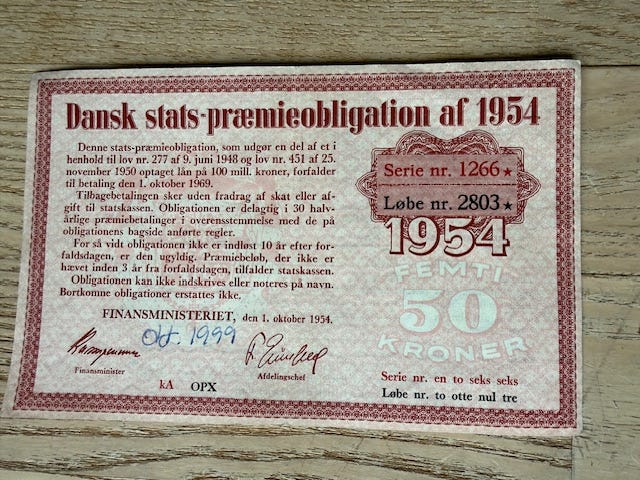 Dansk stats-præmieobligation af 1954
Denne stats-præmieobligation, som udgør en del af et i
henhold til lov nr. 277 af 9. juni 1948 og lov nr. 451 af 25.
november 1950 optaget lån på 100 mill. kroner, forfalder
til betaling den 1. oktober 1969.
Tilbagebetalingen sker uden fradrag af skat eller af-
gift til statskassen. Obligationen er delagtig i 30 halv-
årlige præmiebetalinger i overensstemmelse med de på
obligationens bagside anførte regler.
For så vidt obligationen ikke er indløst 10 år efter for-
faldsdagen, er den ugyldig. Præmiebeløb, der ikke er
hævet inden 3 år fra forfaldsdagen, tilfalder statskassen.
Obligationen kan ikke indskrives eller noteres på navn.
Bortkomne obligationer erstattes ikke.
FINANSMINISTERIET, den 1. oktober 1954.
Okt. 1999
Finansminister
Afdelingschef
kA OPX
Serie nr. 1266★
Løbe nr. 2803★
1954
FEMTI
50
KRONER
Serie nr. en to seks seks
Løbe nr. to otte nul tre